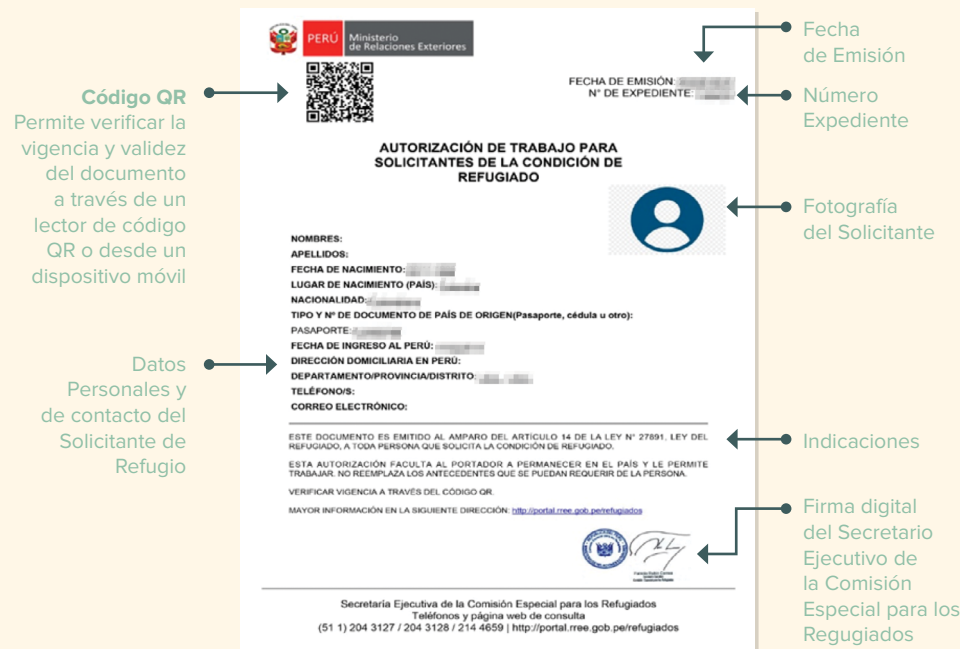 PERÚ
Ministerio
de Relaciones Exteriores
FECHA DE EMISIÓN:
N° DE EXPEDIENTE:
Fecha
de Emisión
Número
Expediente
Código QR
Permite verificar la
vigencia y validez
del documento
a través de un
lector de código
QR o desde un
dispositivo móvil
AUTORIZACIÓN DE TRABAJO PARA
SOLICITANTES DE LA CONDICIÓN DE
REFUGIADO
Fotografía
del Solicitante
NOMBRES:
APELLIDOS:
FECHA DE NACIMIENTO:
LUGAR DE NACIMIENTO (PAÍS):
NACIONALIDAD:
TIPO Y Nº DE DOCUMENTO DE PAÍS DE ORIGEN(Pasaporte, cédula u otro):
PASAPORTE:
FECHA DE INGRESO AL PERÚ:
DIRECCIÓN DOMICILIARIA EN PERÚ:
DEPARTAMENTO/PROVINCIA/DISTRITO:
TELÉFONO/S:
CORREO ELECTRÓNICO:
Datos
Personales y
de contacto del
Solicitante de
Refugio
ESTE DOCUMENTO ES EMITIDO AL AMPARO DEL ARTÍCULO 14 DE LA LEY N° 27891, LEY DEL
REFUGIADO, A TODA PERSONA QUE SOLICITA LA CONDICIÓN DE REFUGIADO.
ESTA AUTORIZACIÓN FACULTA AL PORTADOR A PERMANECER EN EL PAÍS Y LE PERMITE
TRABAJAR. NO REEMPLAZA LOS ANTECEDENTES QUE SE PUEDAN REQUERIR DE LA PERSONA.
VERIFICAR VIGENCIA A TRAVÉS DEL CÓDIGO QR.
MAYOR INFORMACIÓN EN LA SIGUIENTE DIRECCIÓN: http://portal.rree.gob.pe/refugiados
Indicaciones
Firma digital
del Secretario
Ejecutivo de
la Comisión
Especial para los
Regugiados
Secretaría Ejecutiva de la Comisión Especial para los Refugiados
Teléfonos y página web de consulta
(51 1) 204 3127 / 204 3128 / 214 4659 | http://portal.rree.gob.pe/refugiados